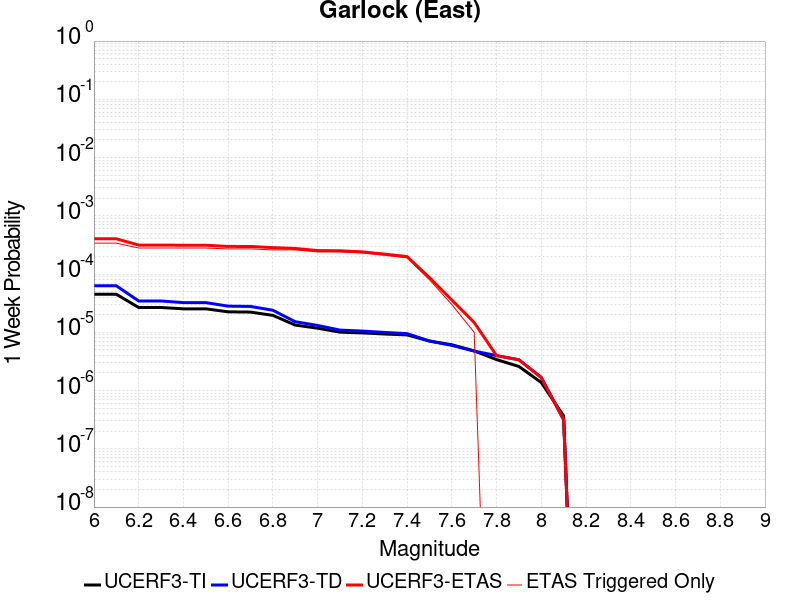 Garlock (East)
10^0
10^-1
10^-2
10^-3
10^-4
10^-5
10^-6
10^-7
10^-8
1 Week Probability
6 6.2 6.4 6.6 6.8 7 7.2 7.4 7.6 7.8 8 8.2 8.4 8.6 8.8 9
Magnitude
UCERF3-TI UCERF3-TD UCERF3-ETAS ETAS Triggered Only